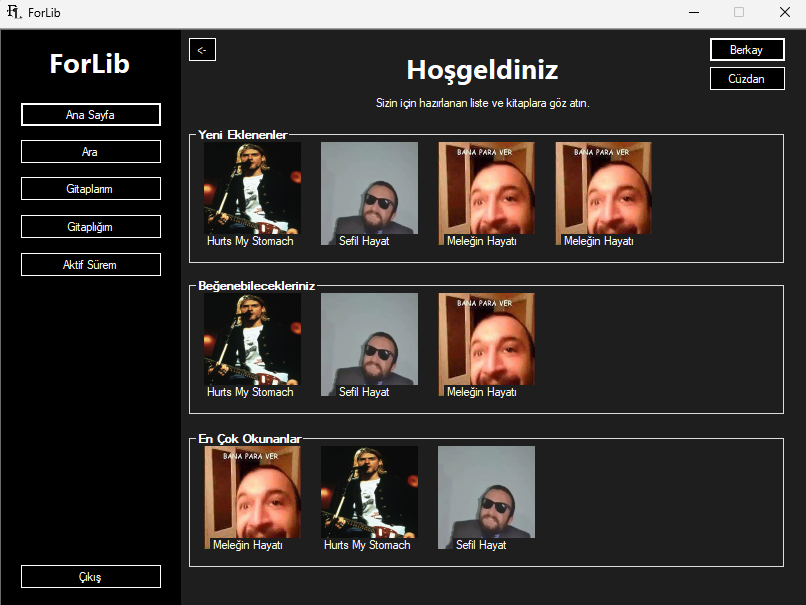 ForLib
ForLib
Ana Sayfa
Ara
Gitaplarım
Gitaplığım
Aktif Sürem
Çıkış
<-
Berkay
Cüzdan
Hoşgeldiniz
Sizin için hazırlanan liste ve kitaplara göz atın.
Yeni Eklenenler
BANA PARA VER
BANA PARA VER
Hurts My Stomach
Sefil Hayat
Meleğin Hayatı
Meleğin Hayatı
Beğenebilecekleriniz
BANA PARA VER
Hurts My Stomach
Sefil Hayat
Meleğin Hayatı
En Çok Okunanlar
BANA PARA VER
Meleğin Hayatı
Hurts My Stomach
Sefil Hayat